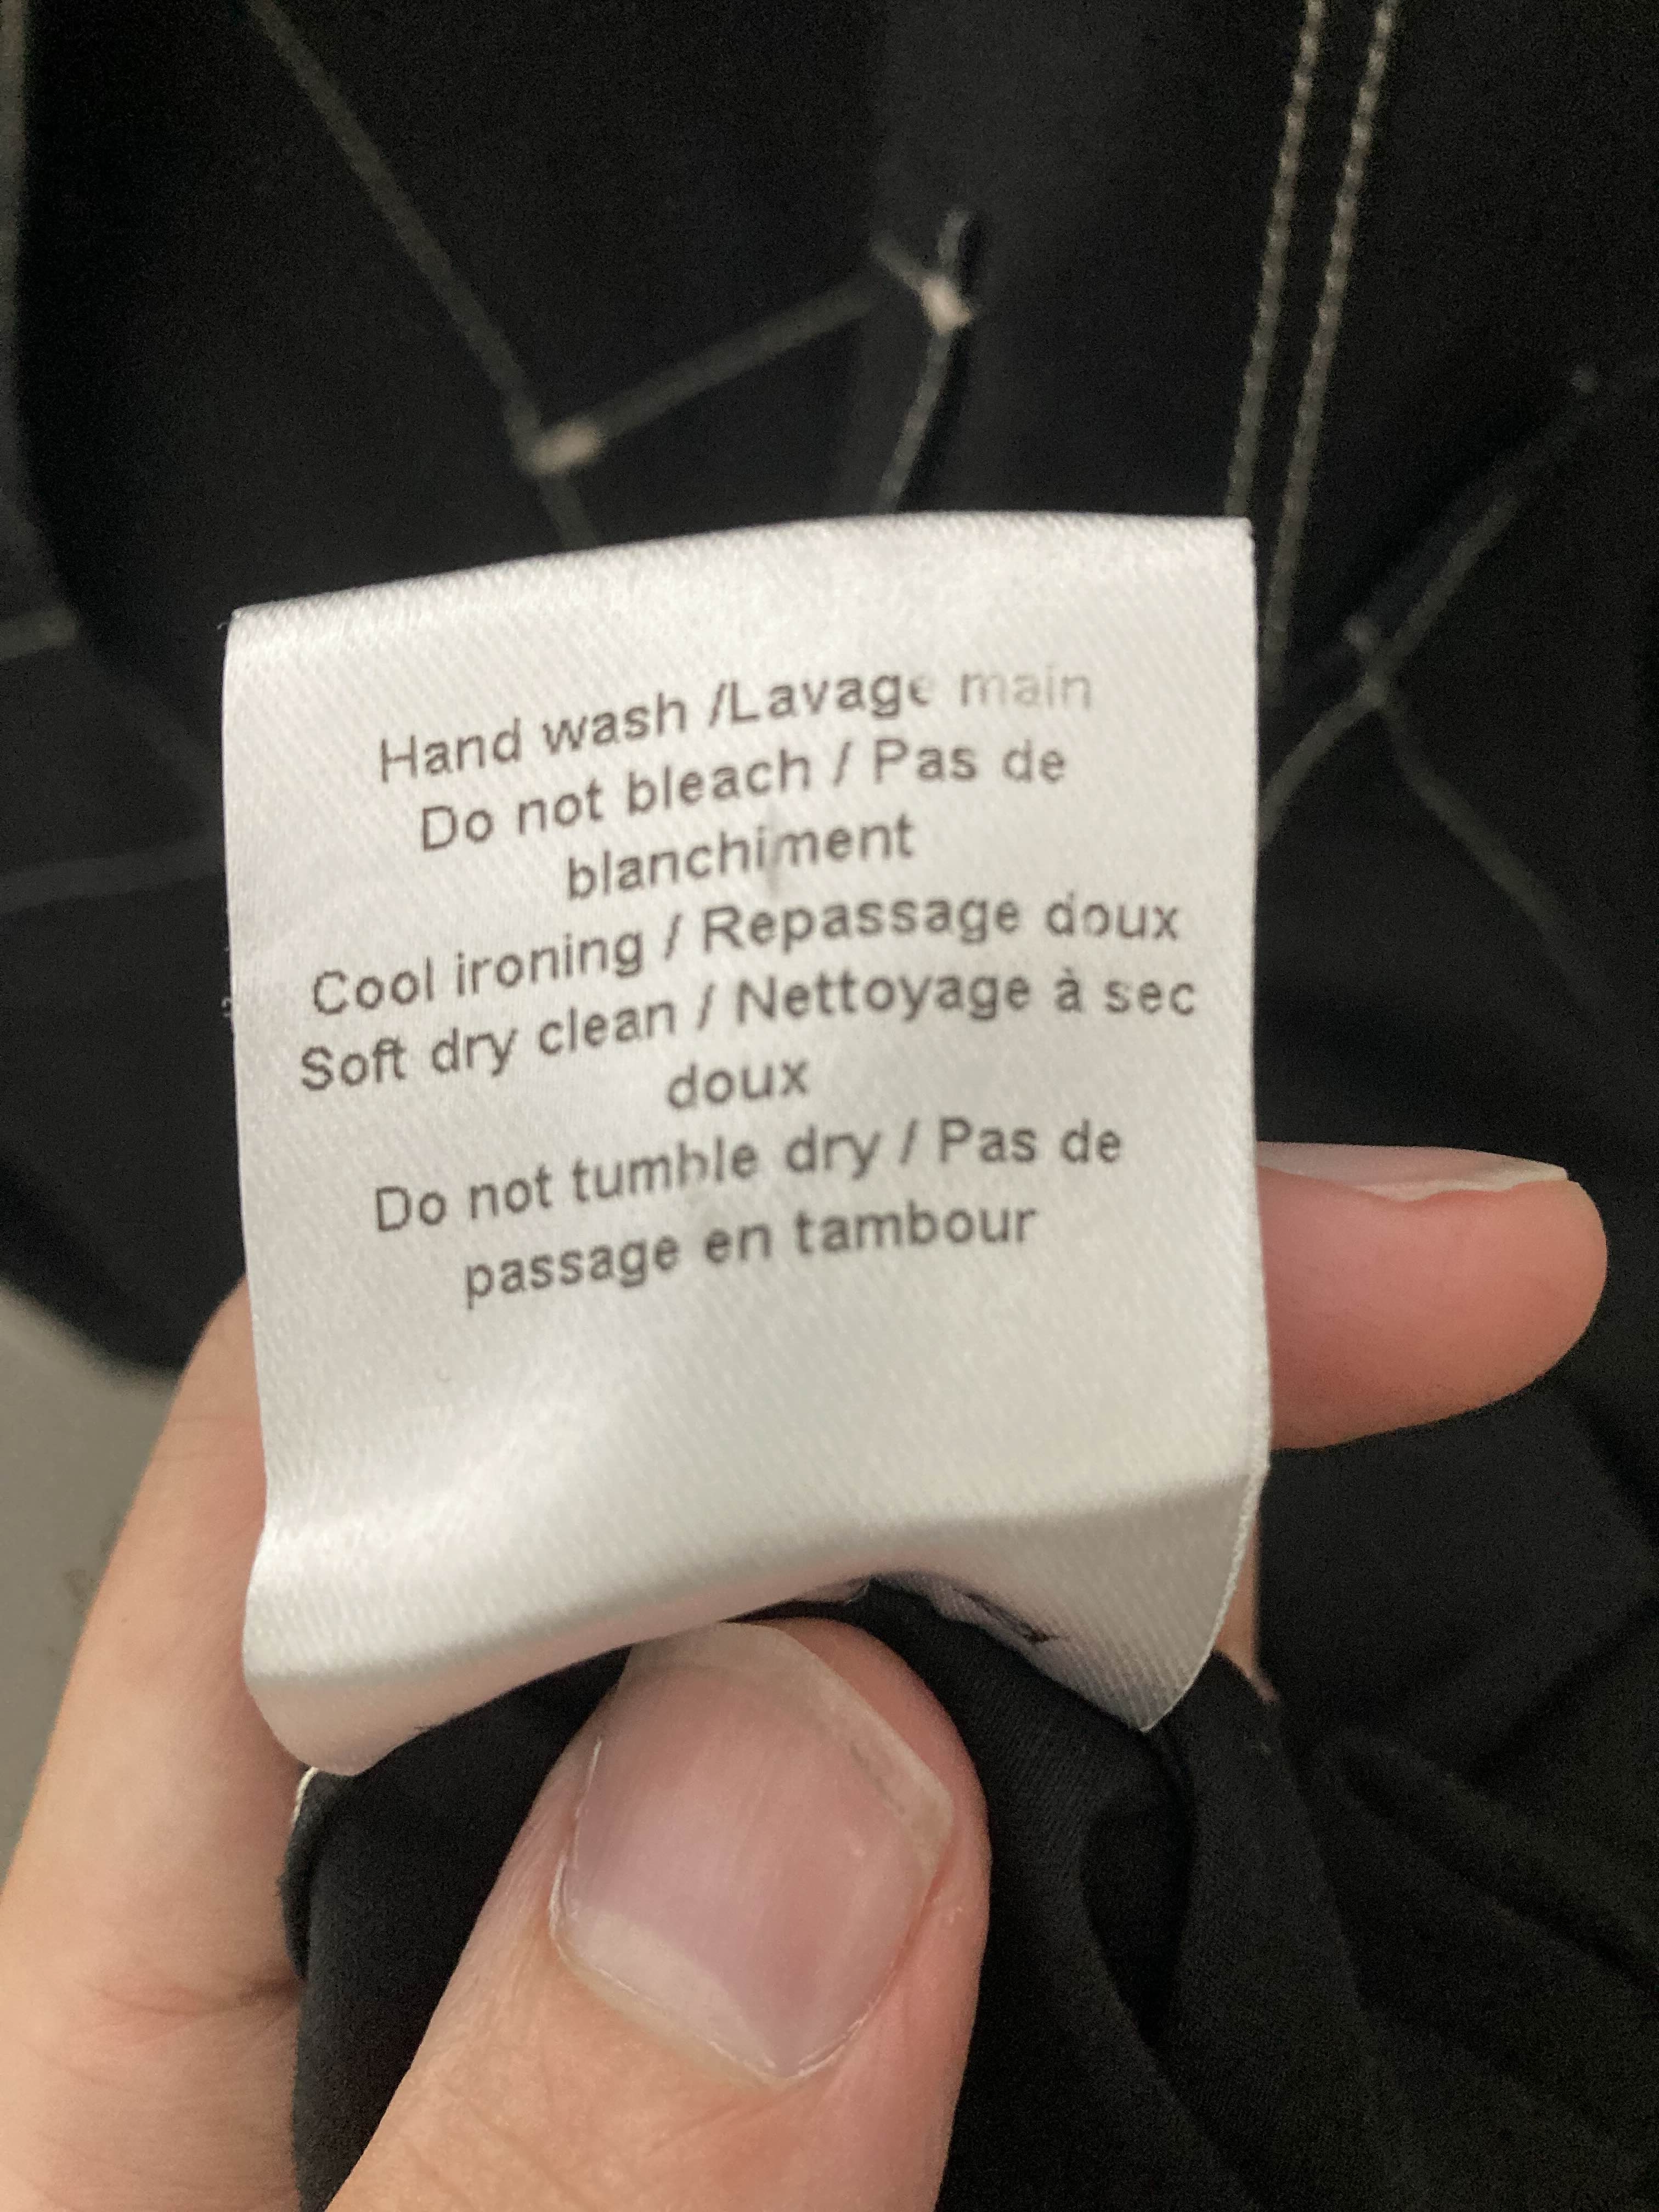 Hand wash /Lavage main
Do not bleach / Pas de
blanchiment
Cool ironing / Repassage doux
Soft dry clean / Nettoyage à sec
doux
Do not tumble dry / Pas de
passage en tambour